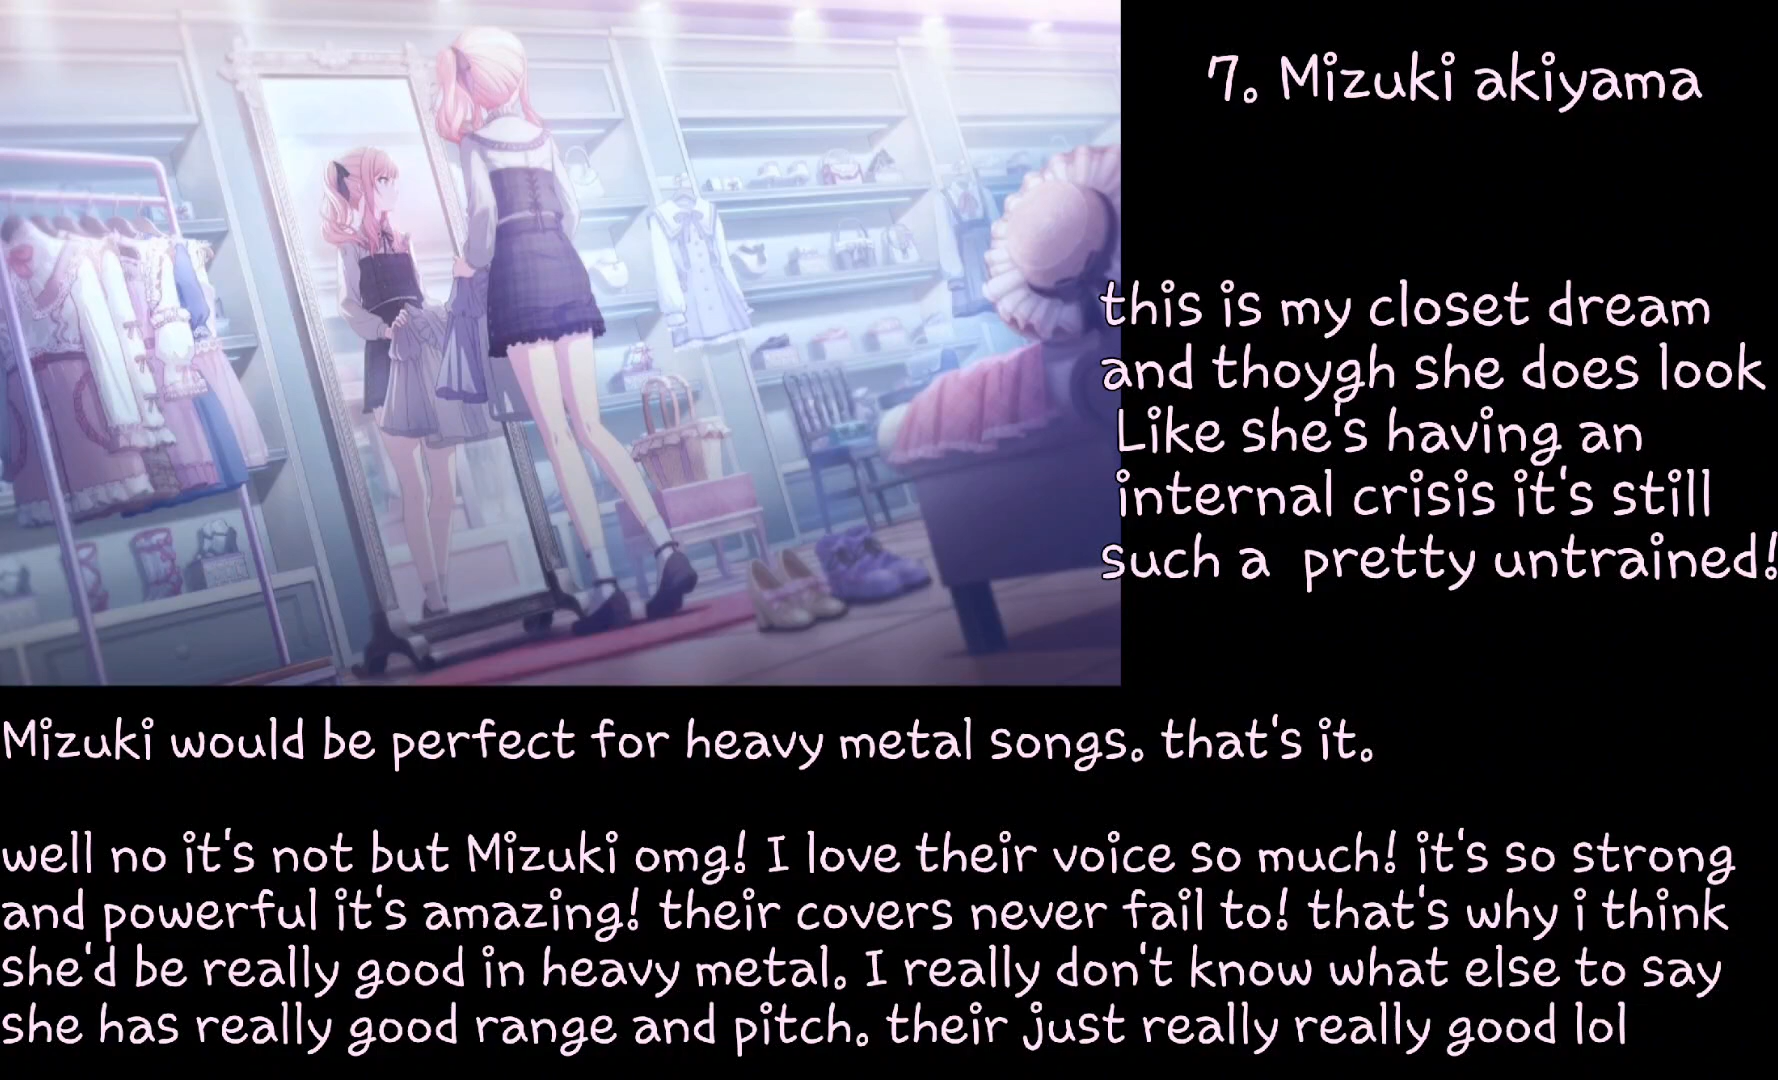 7. Mizuki akiyama
this is my closet dream
and thoygh she does look
Like she's having an
internal crisis it's still
such a pretty untrained!
Mizuki would be perfect for heavy metal songs. that's it.
well no it's not but Mizuki omg! I love their voice so much! it's so strong
and powerful it's amazing! their covers never fail to! that's why i think
she'd be really good in heavy metal. I really don't know what else to say
she has really good range and pitch. their just really really good lol